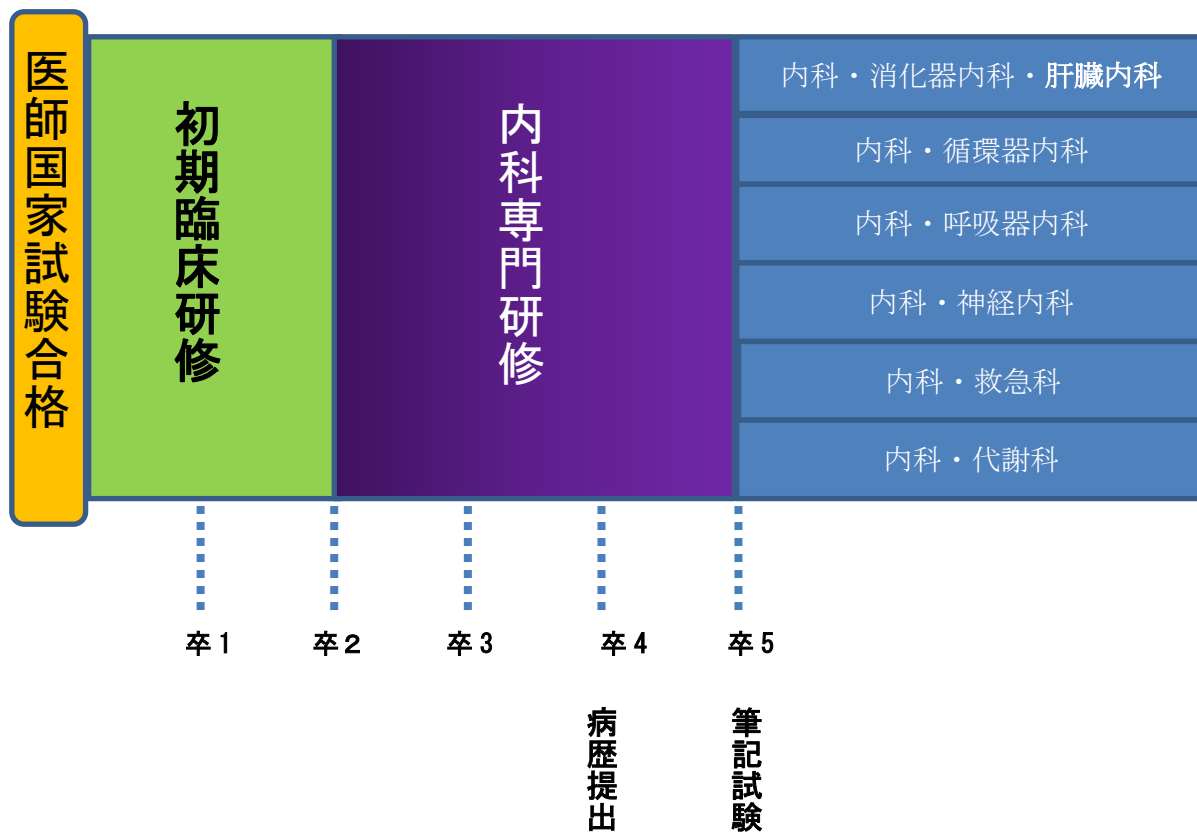 医師国家試験合格
初期臨床研修
内科専門研修
内科・消化器内科・肝臓内科
内科・循環器内科
内科・呼吸器内科
内科・神経内科
内科・救急科
内科・代謝科
卒1
卒２
卒3
卒4
卒5
病歴提出
筆記試験